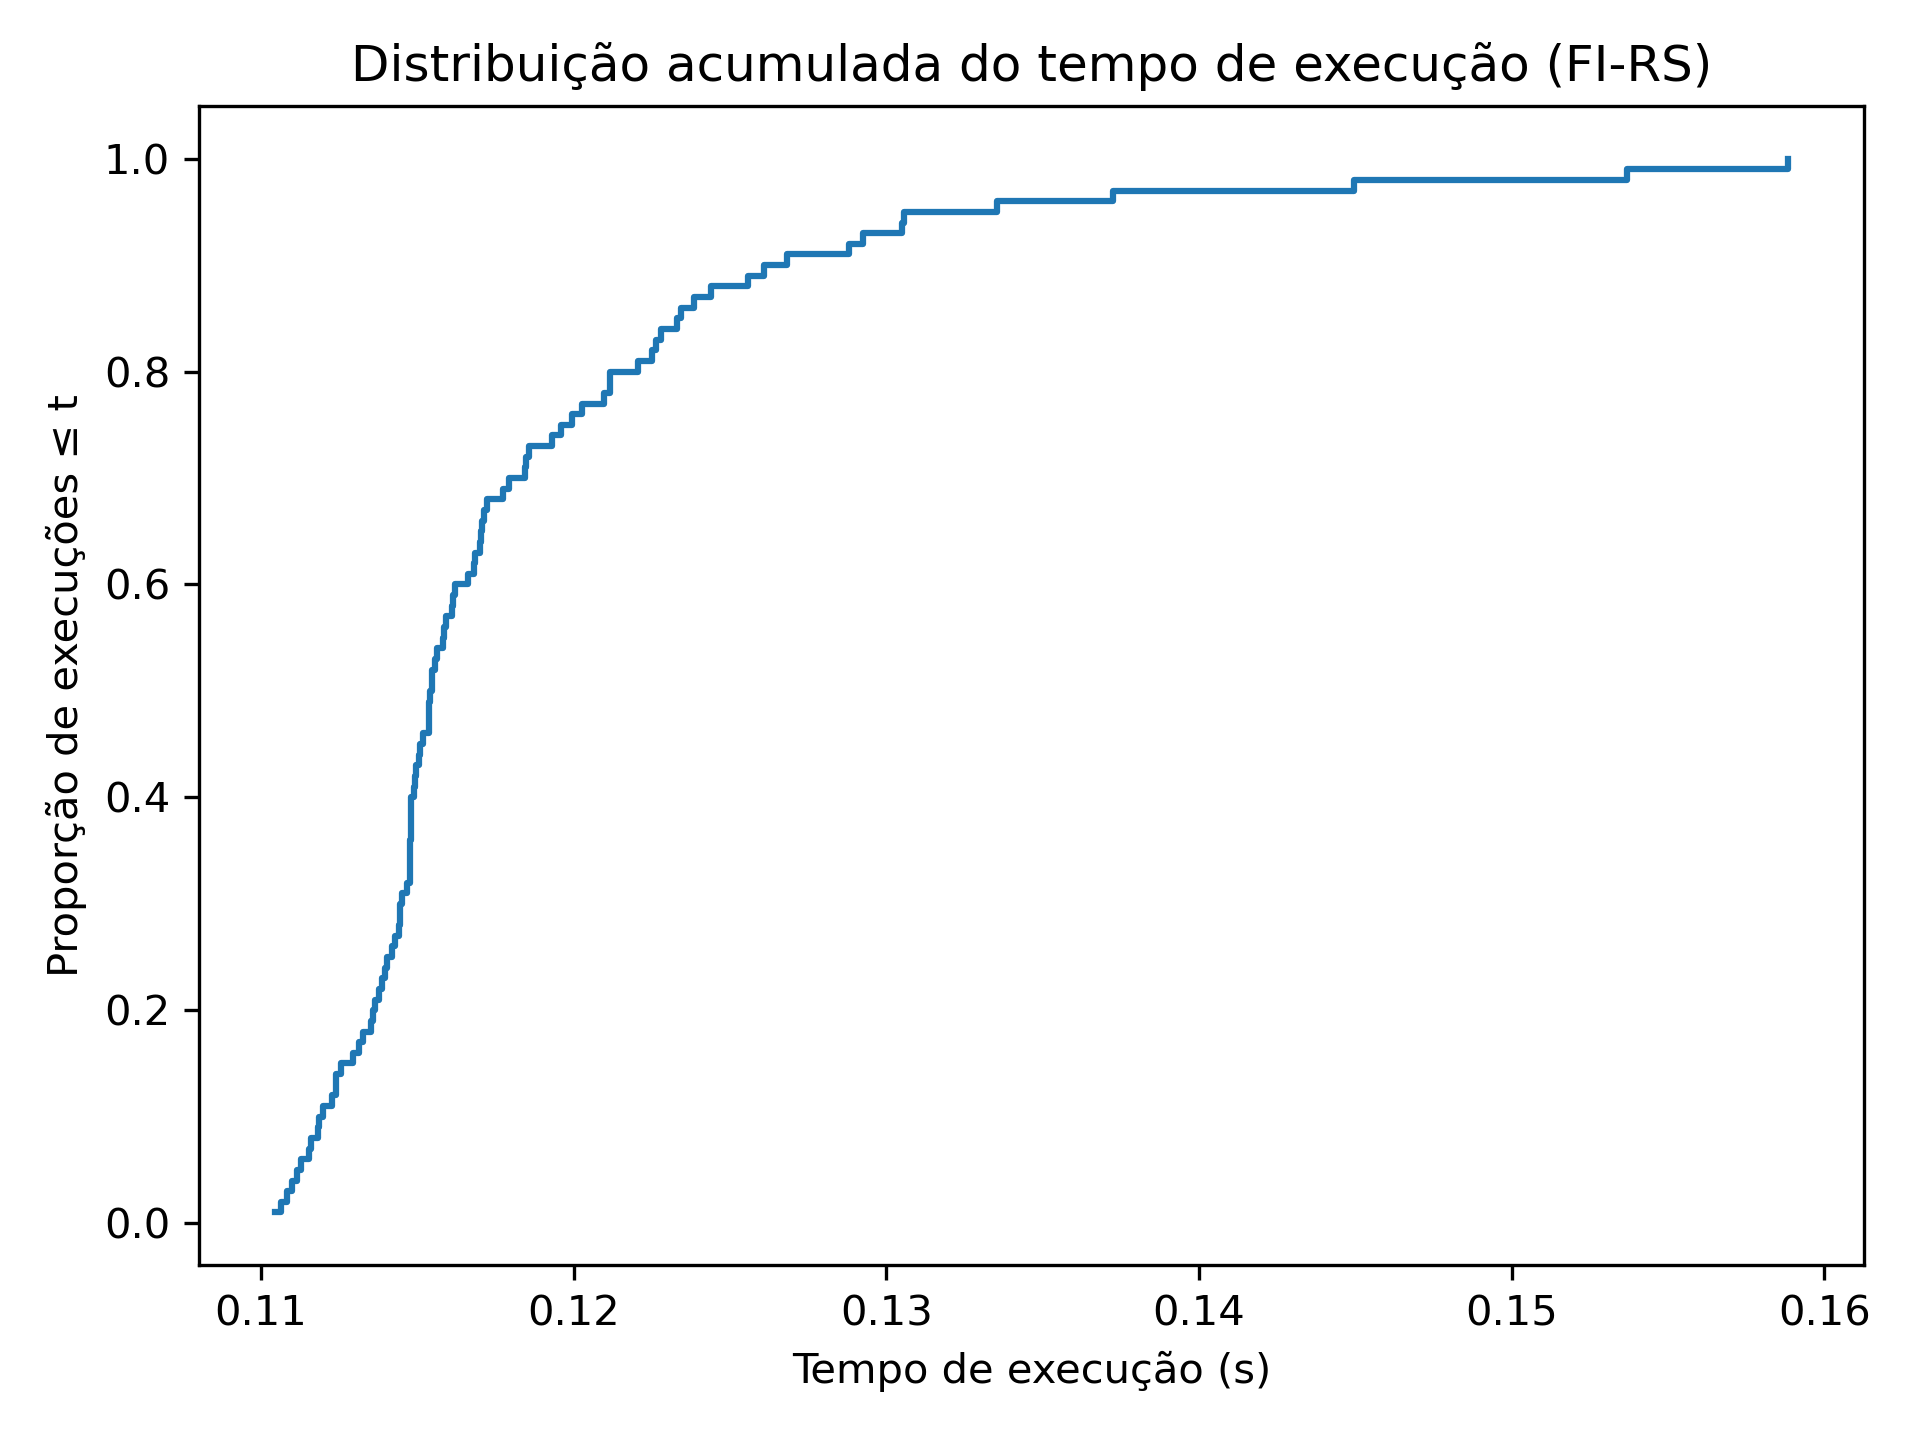 Distribuição acumulada do tempo de execução (FI-RS)
Proporção de execuções ≤ t
1.0
0.8
0.6
0.4
0.2
0.0
0.11 0.12 0.13 0.14 0.15 0.16
Tempo de execução (s)